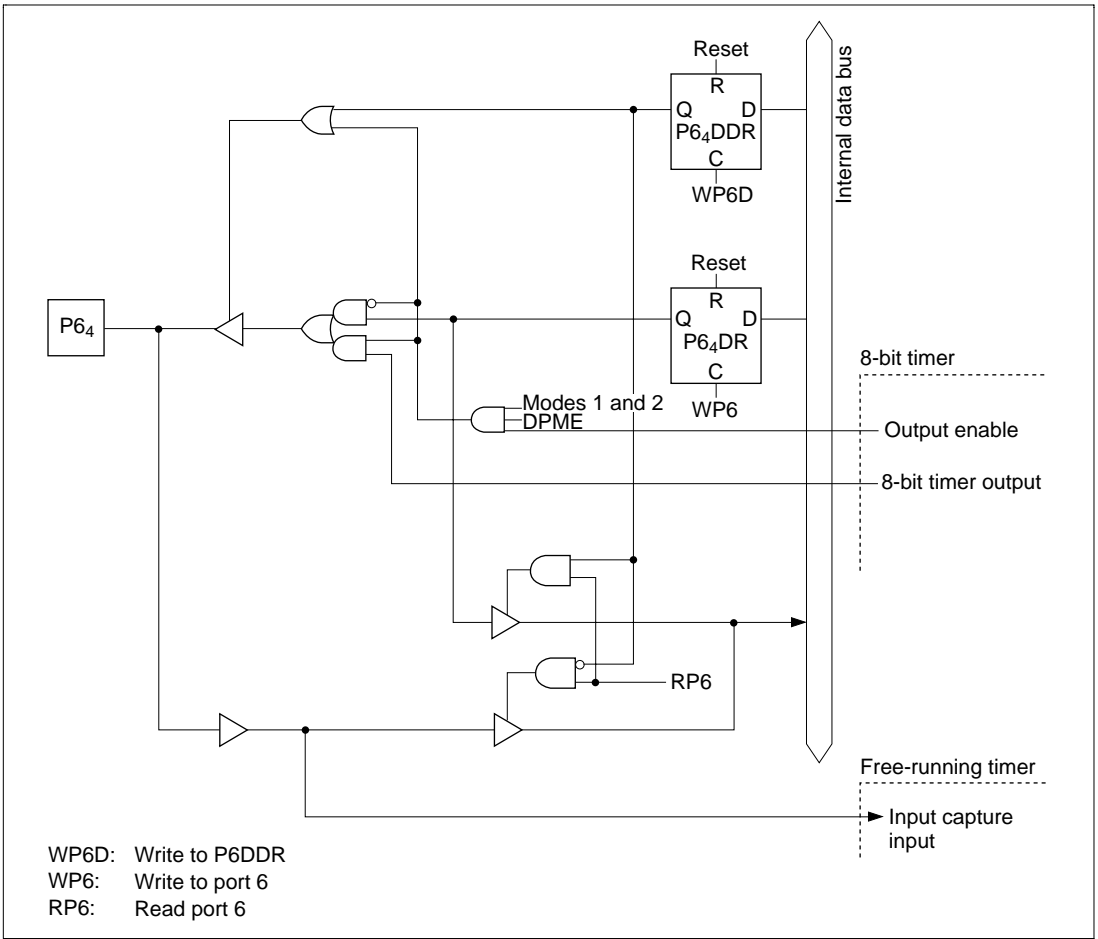 Reset
R
Q D
P6₄DDR
C
WP6D
Internal data bus
Reset
R
P6₄
Q D
P6₄DR
C
WP6
8-bit timer
Modes 1 and 2
DPME
Output enable
8-bit timer output
RP6
Free-running timer
Input capture
input
WP6D: Write to P6DDR
WP6: Write to port 6
RP6: Read port 6